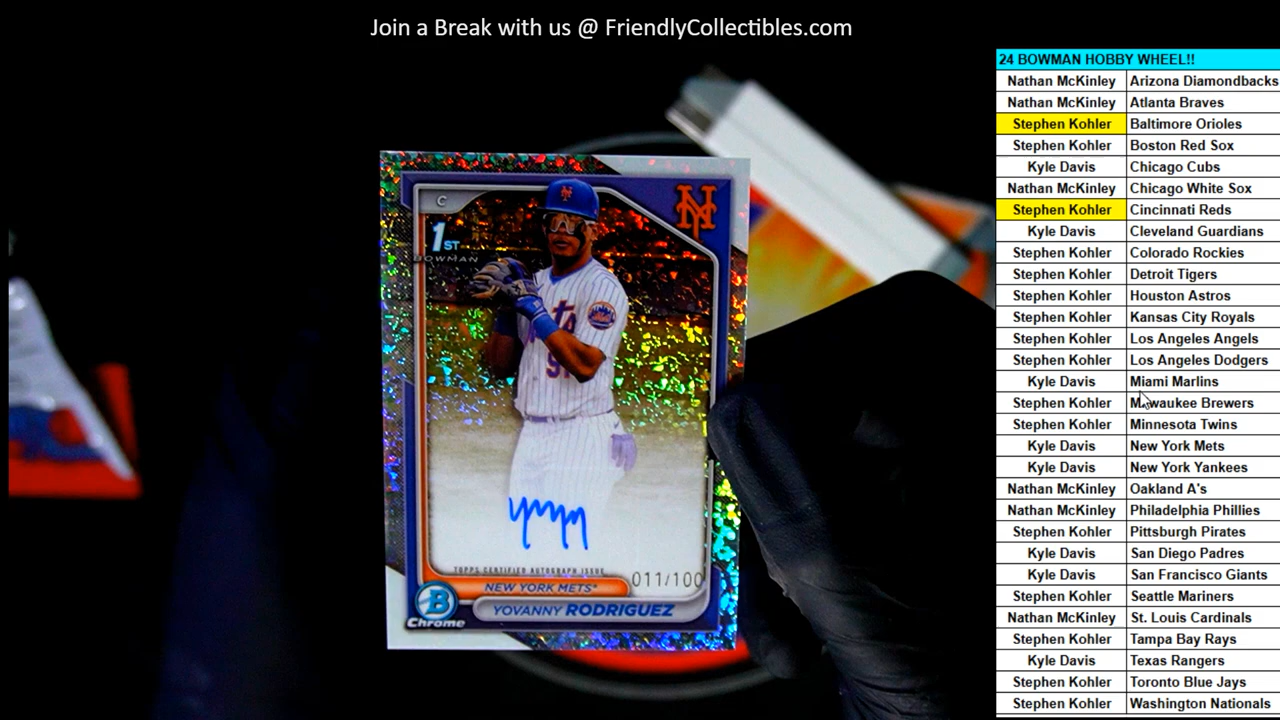 Join a Break with us @ FriendlyCollectibles.com
C
1ST
BOWMAN
TOPPS CERTIFIED AUTOGRAPH ISSUE
011/100
NEW YORK METS
YOVANNY RODRIGUEZ
B
Chrome
24 BOWMAN HOBBY WHEEL!!
Nathan McKinley Arizona Diamondbacks
Nathan McKinley Atlanta Braves
Stephen Kohler Baltimore Orioles
Stephen Kohler Boston Red Sox
Kyle Davis Chicago Cubs
Nathan McKinley Chicago White Sox
Stephen Kohler Cincinnati Reds
Kyle Davis Cleveland Guardians
Stephen Kohler Colorado Rockies
Stephen Kohler Detroit Tigers
Stephen Kohler Houston Astros
Stephen Kohler Kansas City Royals
Stephen Kohler Los Angeles Angels
Stephen Kohler Los Angeles Dodgers
Kyle Davis Miami Marlins
Stephen Kohler Milwaukee Brewers
Stephen Kohler Minnesota Twins
Kyle Davis New York Mets
Kyle Davis New York Yankees
Nathan McKinley Oakland A's
Nathan McKinley Philadelphia Phillies
Stephen Kohler Pittsburgh Pirates
Kyle Davis San Diego Padres
Kyle Davis San Francisco Giants
Stephen Kohler Seattle Mariners
Nathan McKinley St. Louis Cardinals
Stephen Kohler Tampa Bay Rays
Kyle Davis Texas Rangers
Stephen Kohler Toronto Blue Jays
Stephen Kohler Washington Nationals